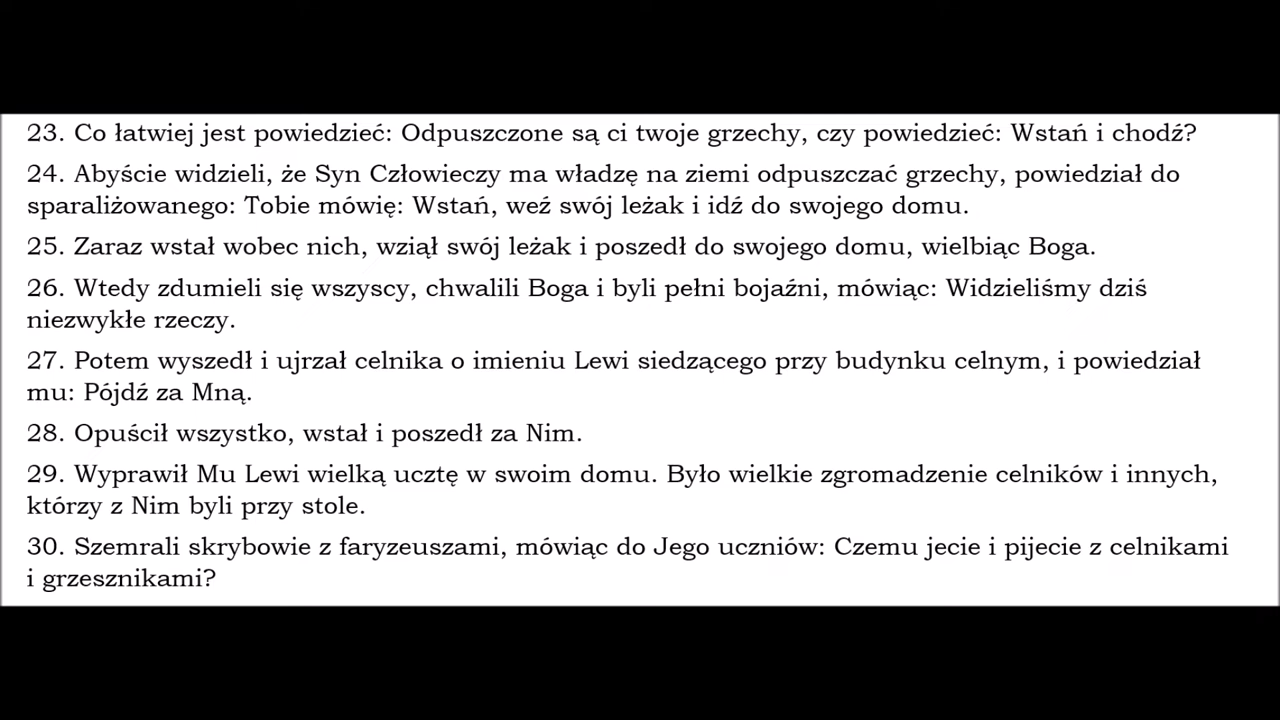 23. Co łatwiej jest powiedzieć: Odpuszczone są ci twoje grzechy, czy powiedzieć: Wstań i chodź?
24. Abyście widzieli, że Syn Człowieczy ma władzę na ziemi odpuszczać grzechy, powiedział do
sparaliżowanego: Tobie mówię: Wstań, weź swój leżak i idź do swojego domu.
25. Zaraz wstał wobec nich, wziął swój leżak i poszedł do swojego domu, wielbiąc Boga.
26. Wtedy zdumieli się wszyscy, chwalili Boga i byli pełni bojaźni, mówiąc: Widzieliśmy dziś
niezwykłe rzeczy.
27. Potem wyszedł i ujrzał celnika o imieniu Lewi siedzącego przy budynku celnym, i powiedział
mu: Pójdź za Mną.
28. Opuścił wszystko, wstał i poszedł za Nim.
29. Wyprawił Mu Lewi wielką ucztę w swoim domu. Było wielkie zgromadzenie celników i innych,
którzy z Nim byli przy stole.
30. Szemrali skrybowie z faryzeuszami, mówiąc do Jego uczniów: Czemu jecie i pijecie z celnikami
i grzesznikami?